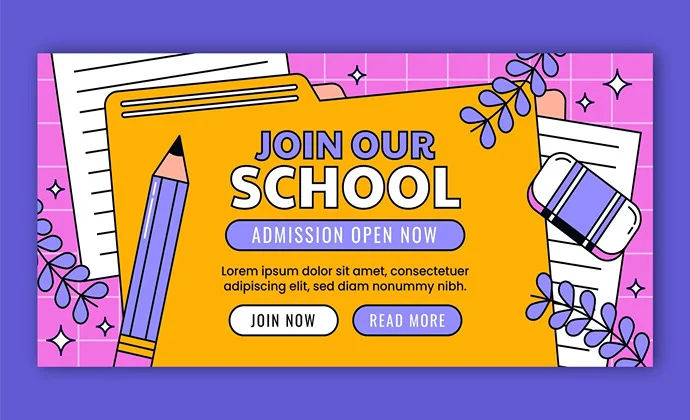 JOIN OUR
SCHOOL
ADMISSION OPEN NOW
Lorem ipsum dolor sit amet, consectetuer
adipiscing elit, sed diam nonummy nibh.
JOIN NOW
READ MORE